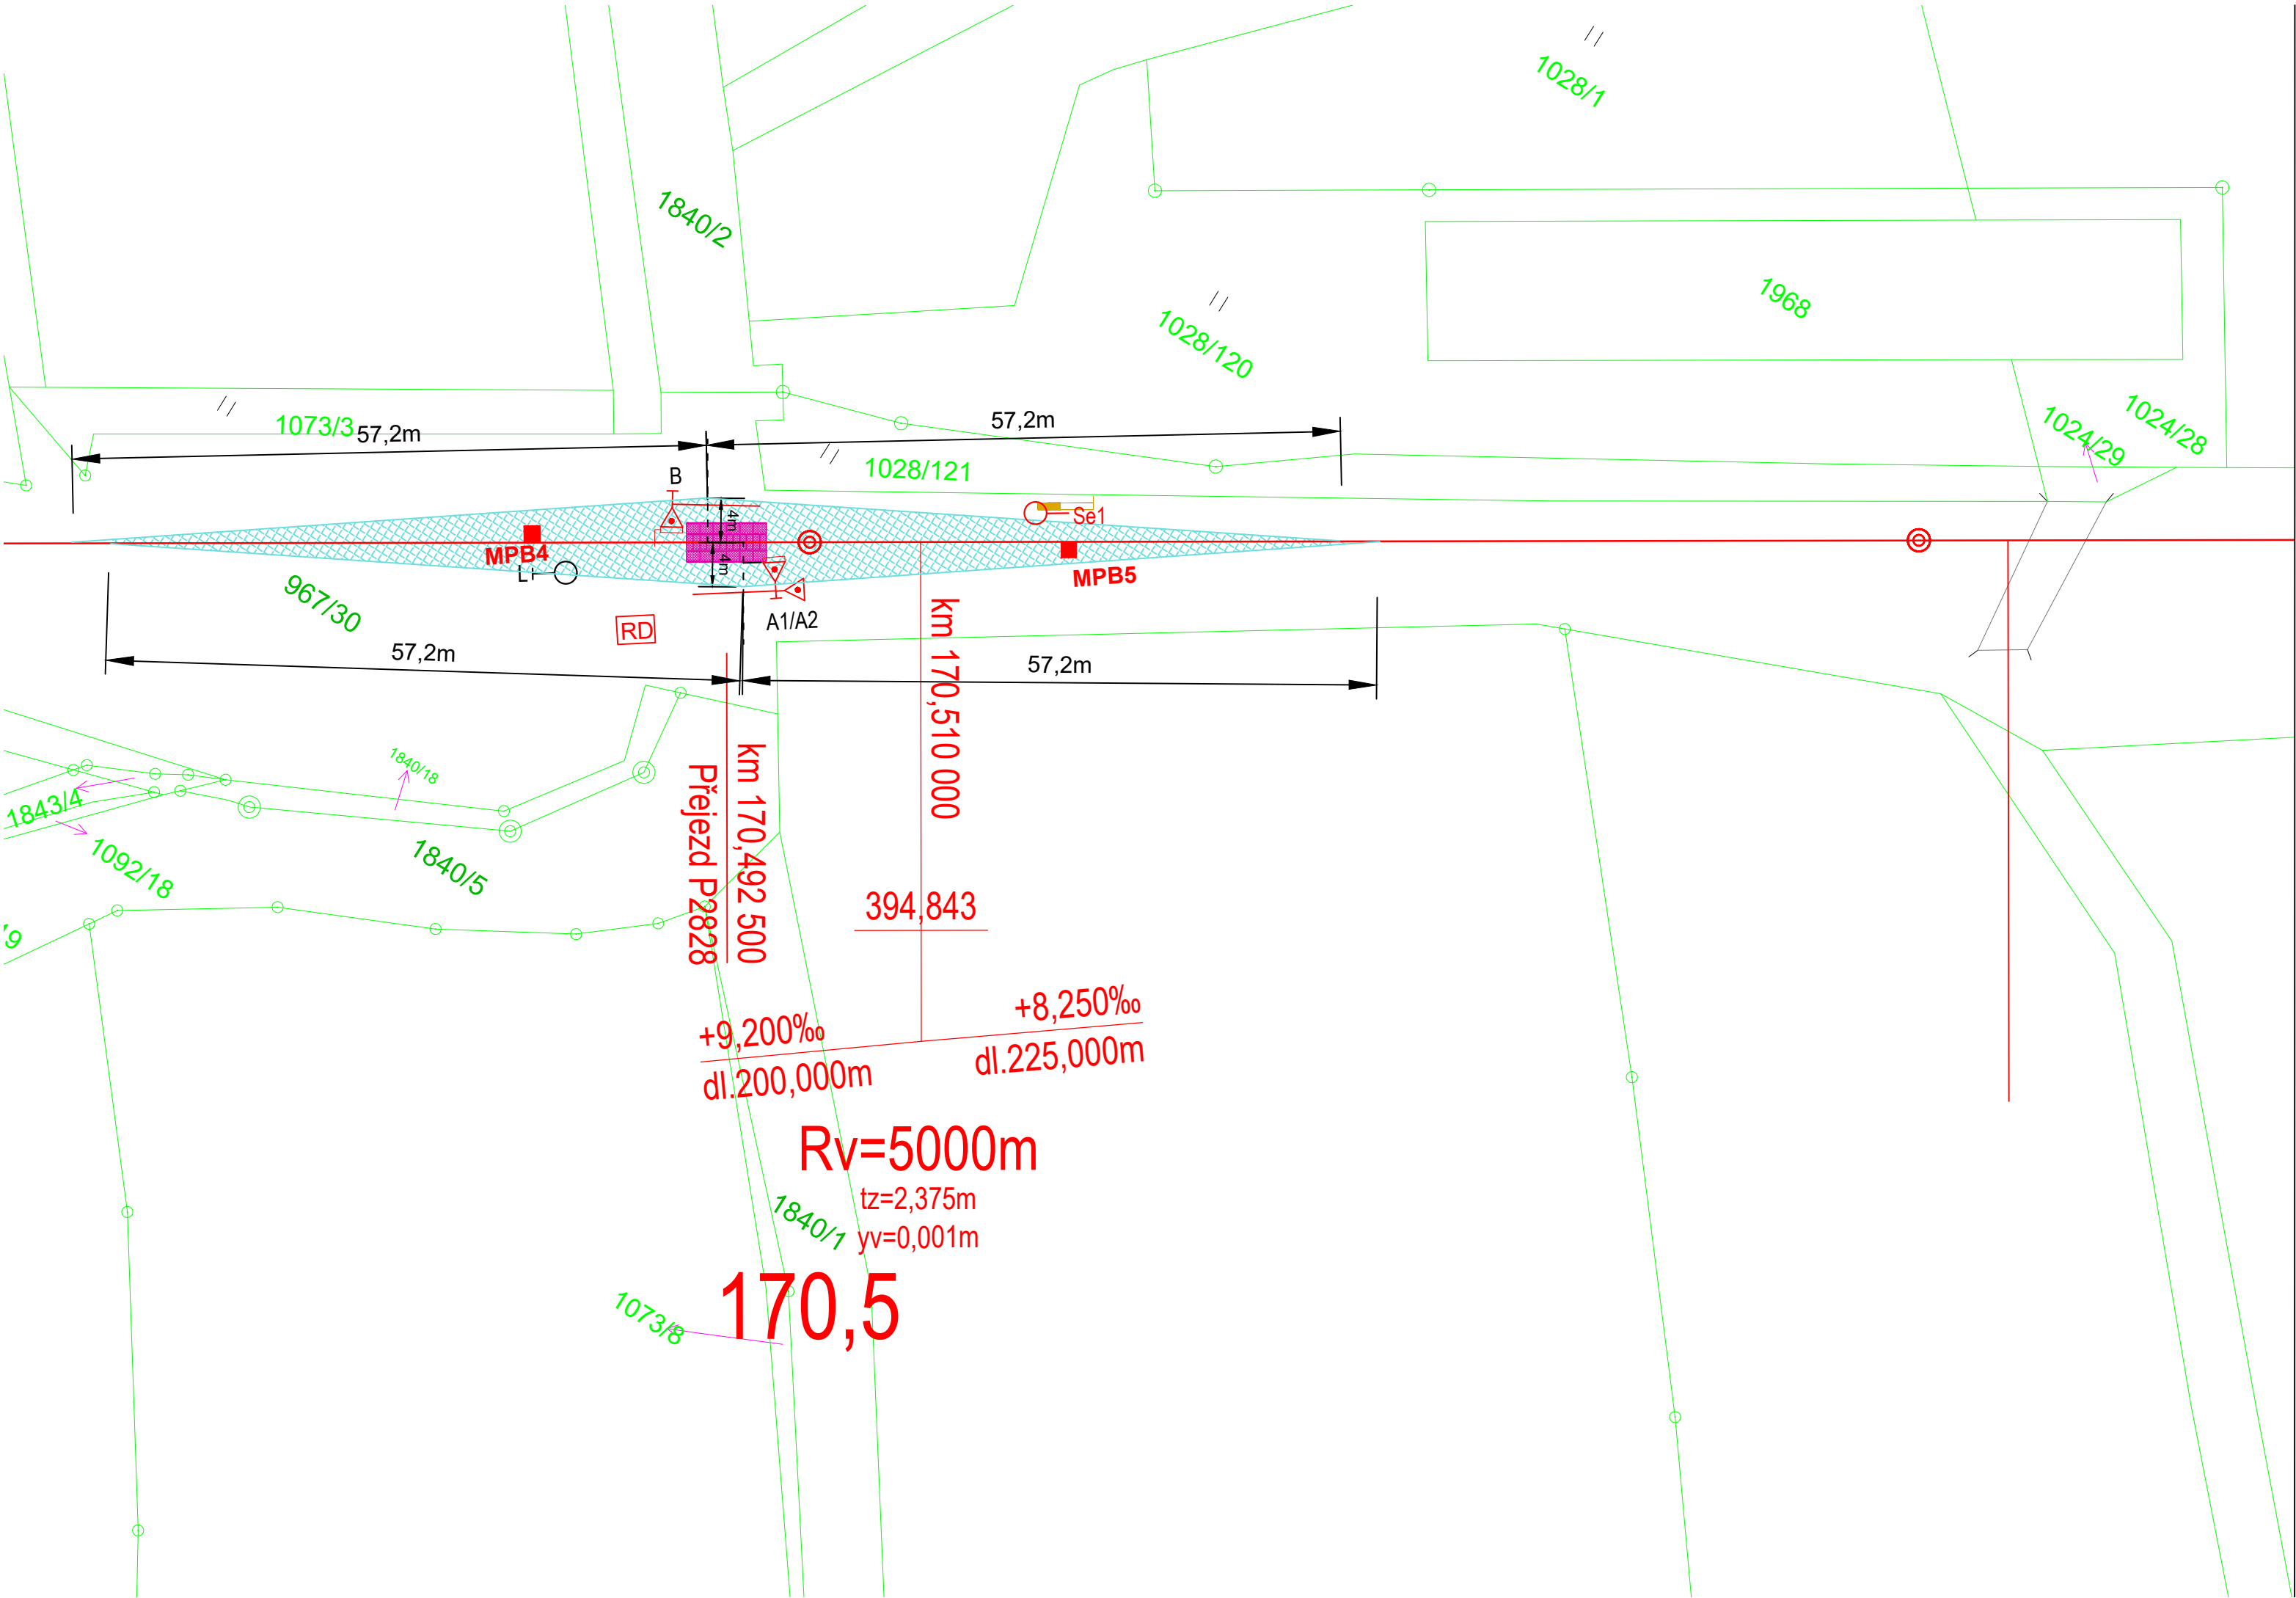 1028/1
1840/2
1968
1028/120
1073/3
57,2m
57,2m
1024/29
1024/28
1028/121
B
4m
Se1
MPB4
4m
L
MPB5
967/30
RD
A1/A2
57,2m
57,2m
km 170,510 000
km 170,492 500
Přejezd P2828
1840/18
1843/4
1092/18
1840/5
394,843
+9,200‰
dl.200,000m
+8,250‰
dl.225,000m
Rv=5000m
tz=2,375m
yv=0,001m
1840/1
170,5
1073/8